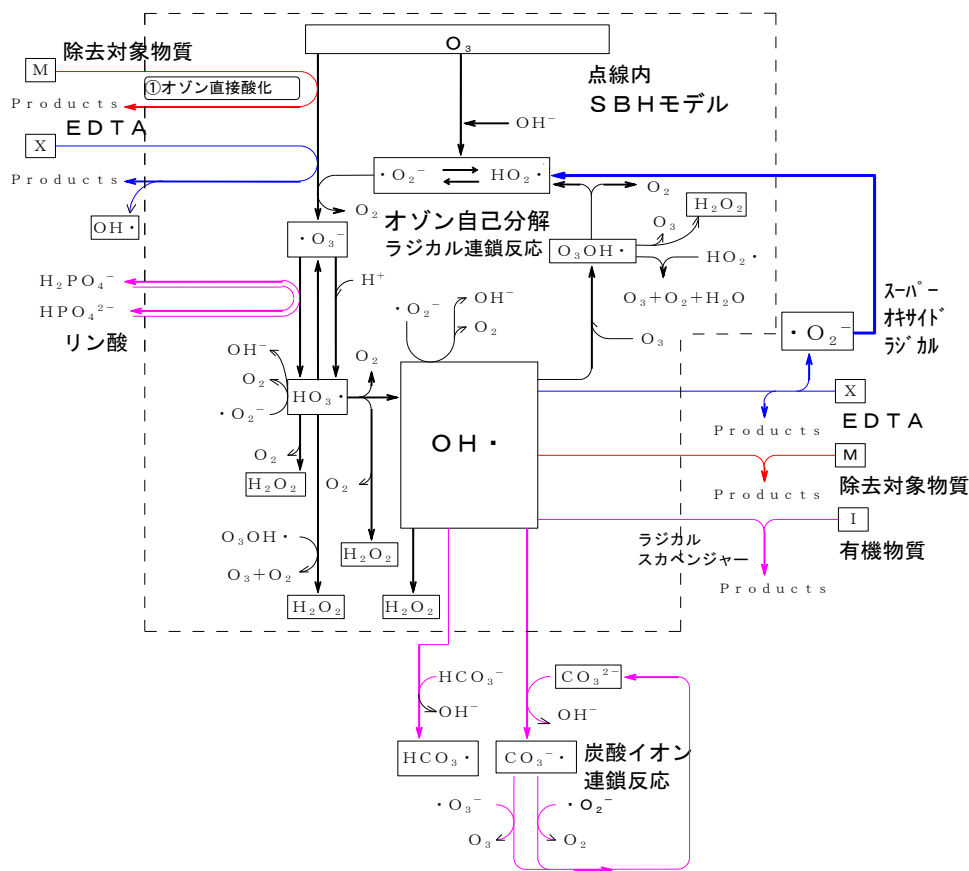 O₃
除去対象物質
M
①オゾン直接酸化
Products
EDTA
X
Products
OH・
点線内
SBHモデル
OH⁻
・O₂⁻
HO₂・
O₂
オゾン自己分解
ラジカル連鎖反応
O₂
H₂O₂
O₃
O₃OH・
HO₂・
O₃+O₂+H₂O
・O₃⁻
H₂PO₄⁻
HPO₄²⁻
リン酸
H⁺
・O₂⁻
OH⁻
O₂
O₃
スーパー
オキサイド
ラジカル
・O₂⁻
OH⁻
O₂
・O₂⁻
HO₃・
O₂
OH・
X
EDTA
Products
M
除去対象物質
Products
I
有機物質
ラジカル
スカベンジャー
Products
O₂
H₂O₂
O₂
H₂O₂
O₃OH・
O₃+O₂
H₂O₂
H₂O₂
HCO₃⁻
OH⁻
HCO₃・
CO₃²⁻
OH⁻
CO₃⁻・
炭酸イオン
連鎖反応
・O₃⁻
O₃
・O₂⁻
O₂